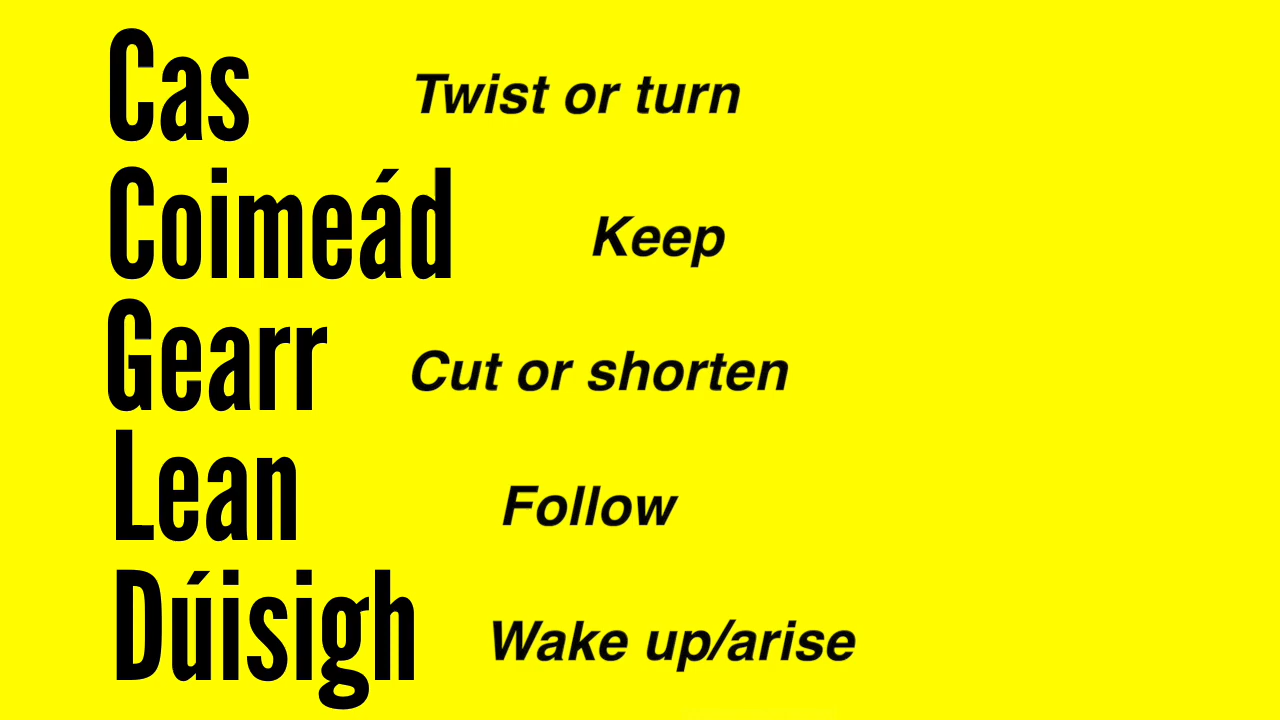 Cas Twist or turn
Coimeád Keep
Gearr Cut or shorten
Lean Follow
Dúisigh Wake up/arise